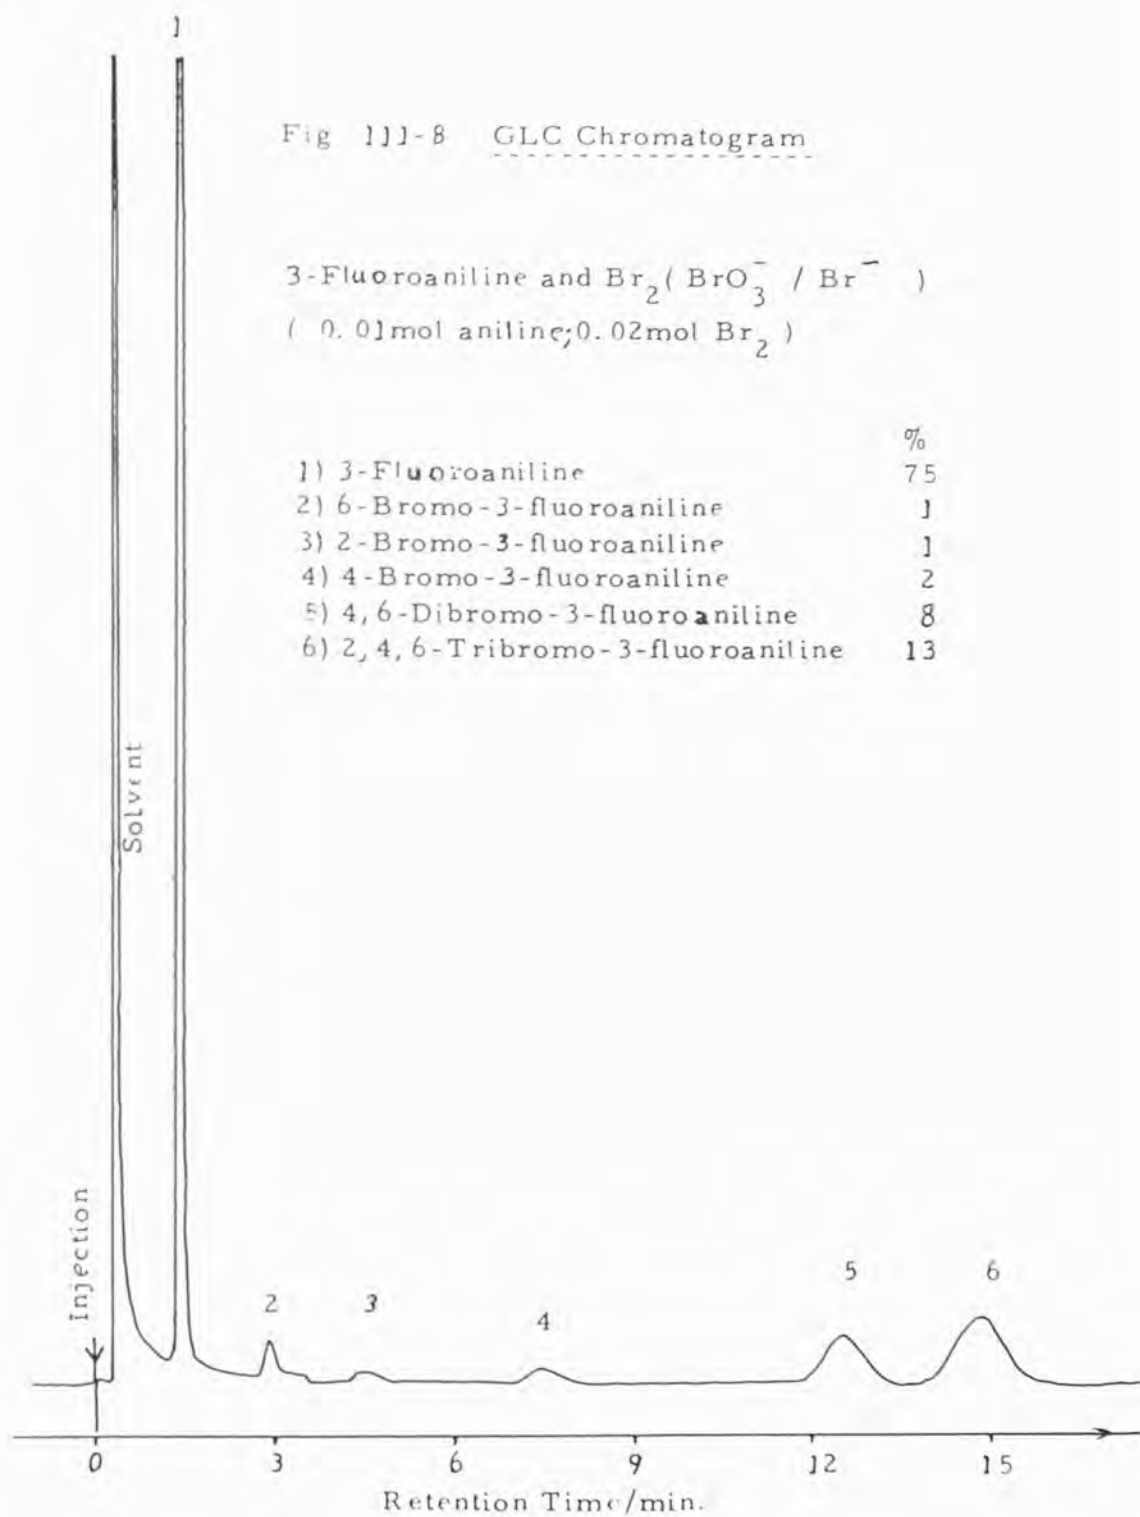 1
Fig III-8 GLC Chromatogram
3-Fluoroaniline and Br2( BrO3- / Br- )
( 0.01mol aniline;0.02mol Br2 )
%
1) 3-Fluoroaniline 75
2) 6-Bromo-3-fluoroaniline 1
3) 2-Bromo-3-fluoroaniline 1
4) 4-Bromo-3-fluoroaniline 2
5) 4,6-Dibromo-3-fluoroaniline 8
6) 2,4,6-Tribromo-3-fluoroaniline 13
Solvent
Injection
2 3 4 5 6
0 3 6 9 12 15
Retention Time/min.